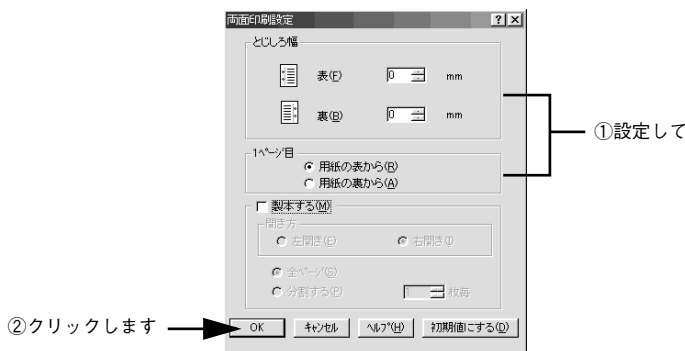 両面印刷設定
とじしろ幅
表(F) 0 mm
裏(B) 0 mm
①設定して
1ページ目
用紙の表から(R)
用紙の裏から(A)
製本する(M)
開き方
左開き(E) 右開き(I)
全ページ(S)
分割する(P) 1 枚毎
②クリックします
OK キャンセル ヘルプ(H) 初期値にする(D)